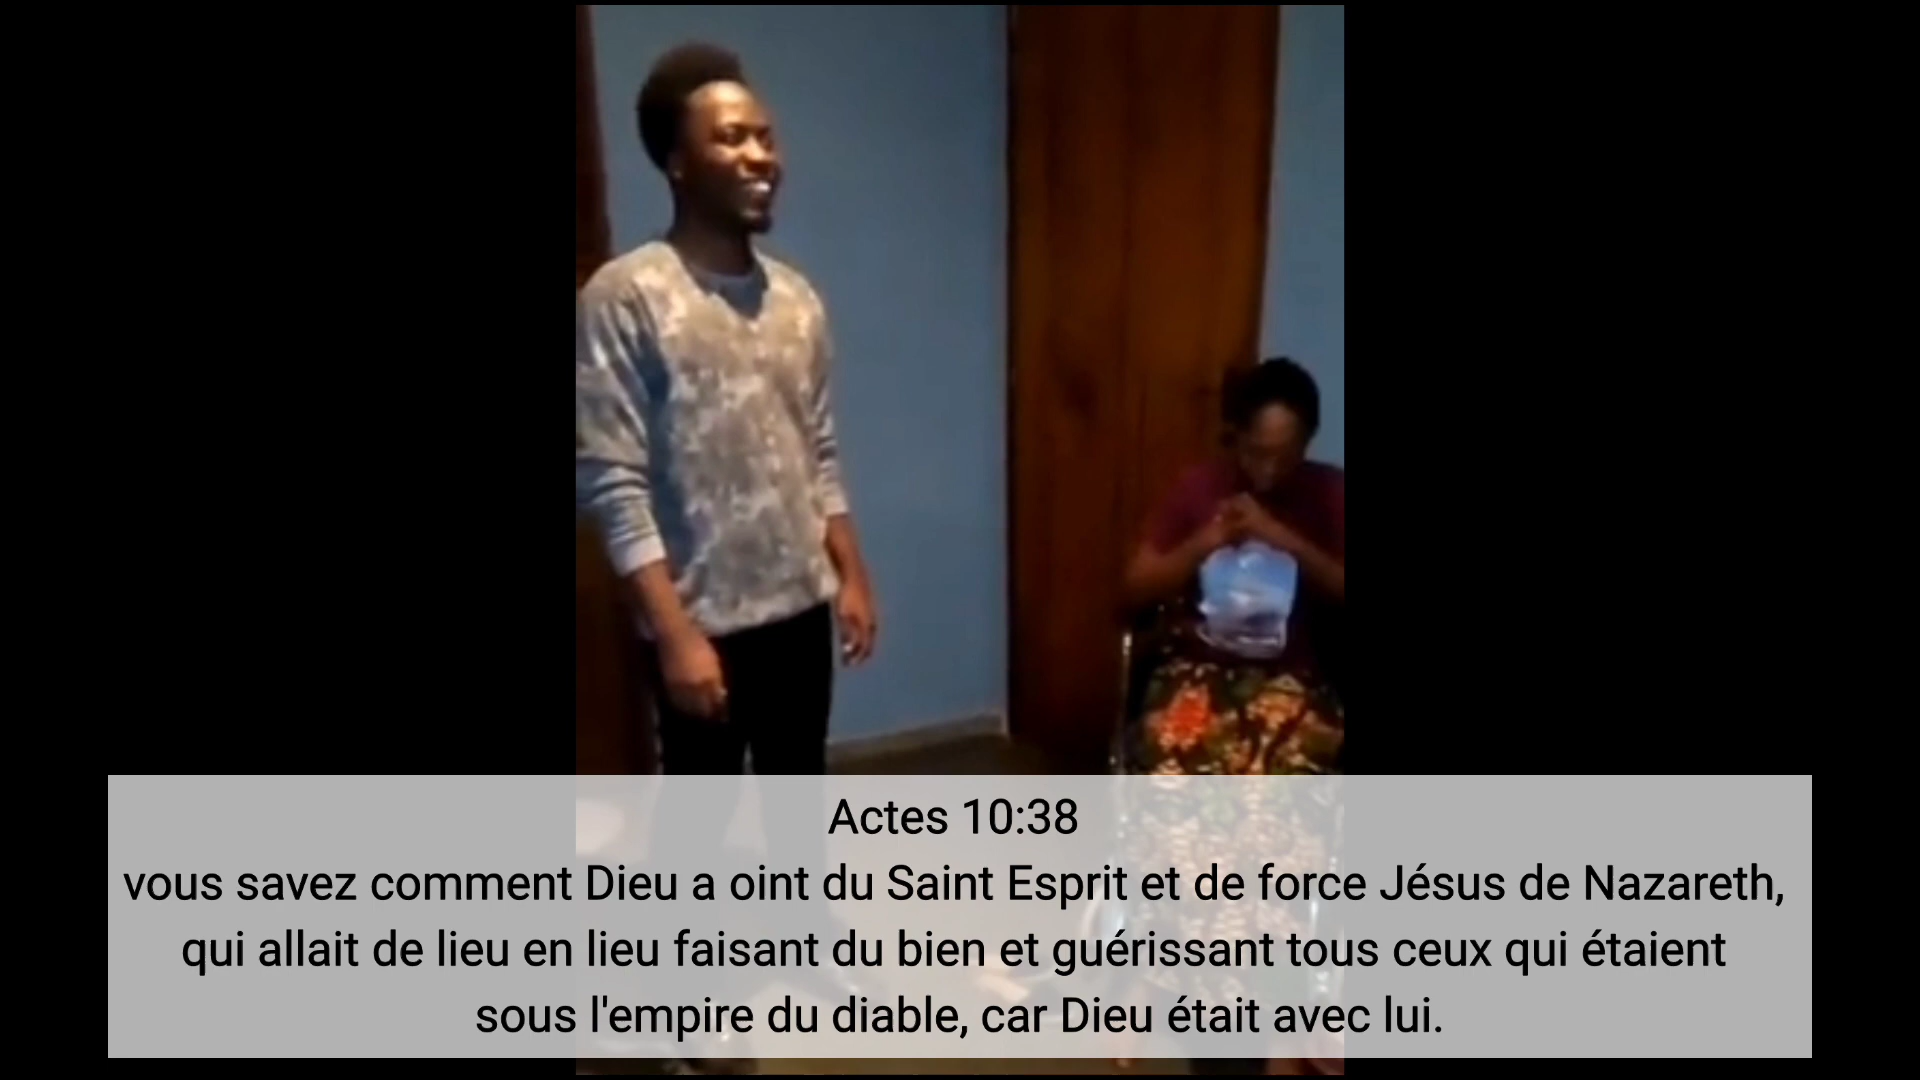 Actes 10:38
vous savez comment Dieu a oint du Saint Esprit et de force Jésus de Nazareth,
qui allait de lieu en lieu faisant du bien et guérissant tous ceux qui étaient
sous l'empire du diable, car Dieu était avec lui.